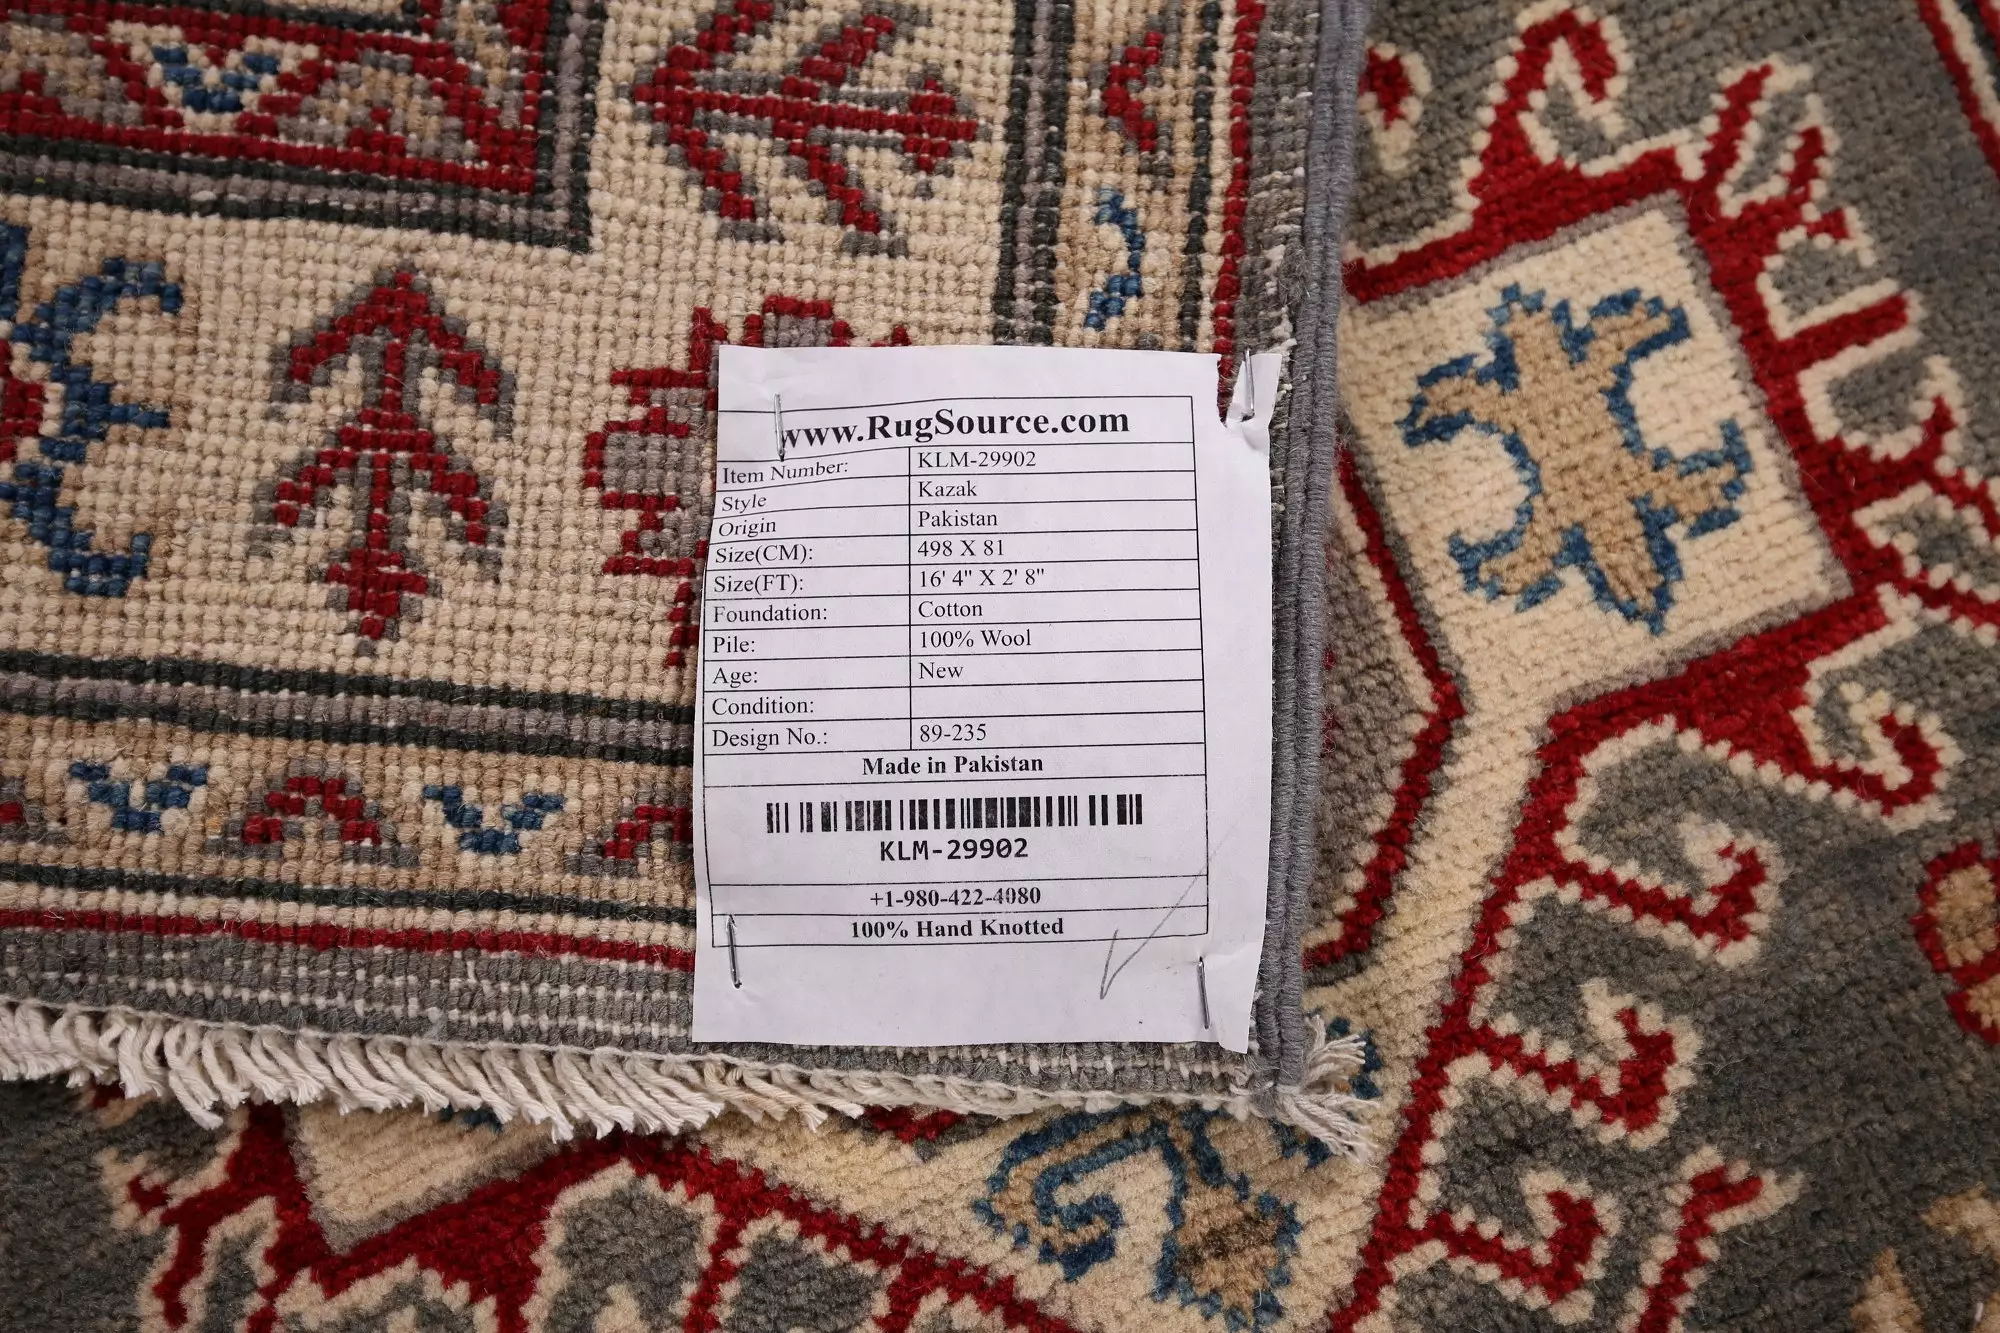 www.RugSource.com
Item Number: KLM-29902
Style Kazak
Origin Pakistan
Size(CM): 498 X 81
Size(FT): 16' 4" X 2' 8"
Foundation: Cotton
Pile: 100% Wool
Age: New
Condition:
Design No.: 89-235
Made in Pakistan
KLM-29902
+1-980-422-4080
100% Hand Knotted